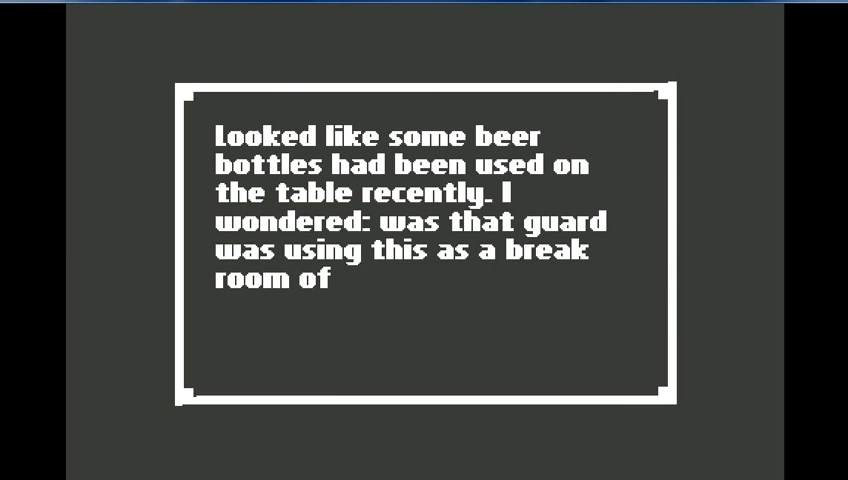 Looked like some beer
bottles had been used on
the table recently. I
wondered: was that guard
was using this as a break
room of